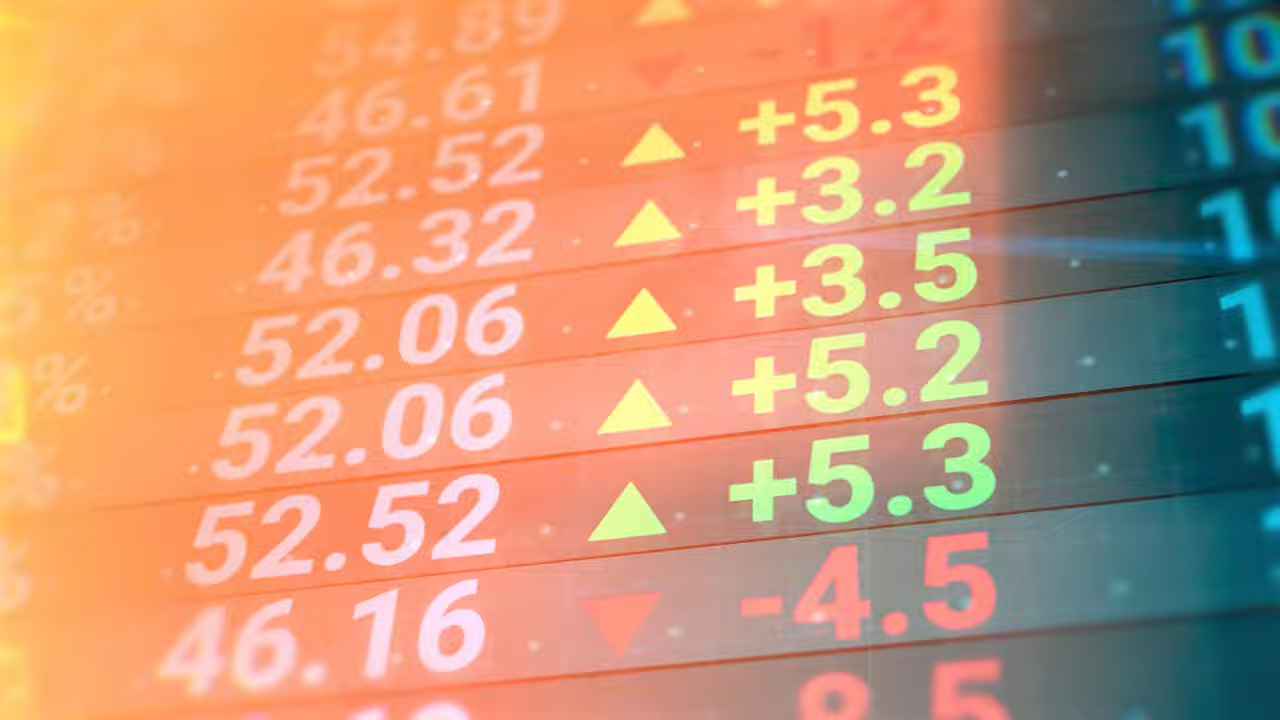 54.89 ▲
46.61 ▼ -1.2
52.52 ▲ +5.3
% 46.32 ▲ +3.2
% 52.06 ▲ +3.5
% 52.06 ▲ +5.2
% 52.52 ▲ +5.3
% 46.16 ▼ -4.5
8.5